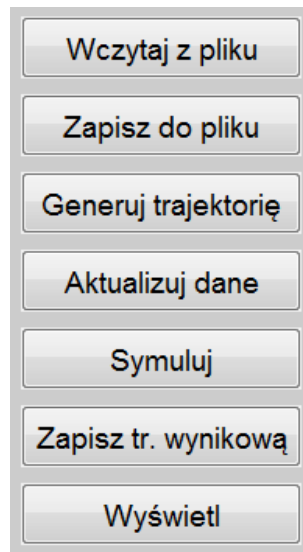 Wczytaj z pliku
Zapisz do pliku
Generuj trajektorię
Aktualizuj dane
Symuluj
Zapisz tr. wynikową
Wyświetl